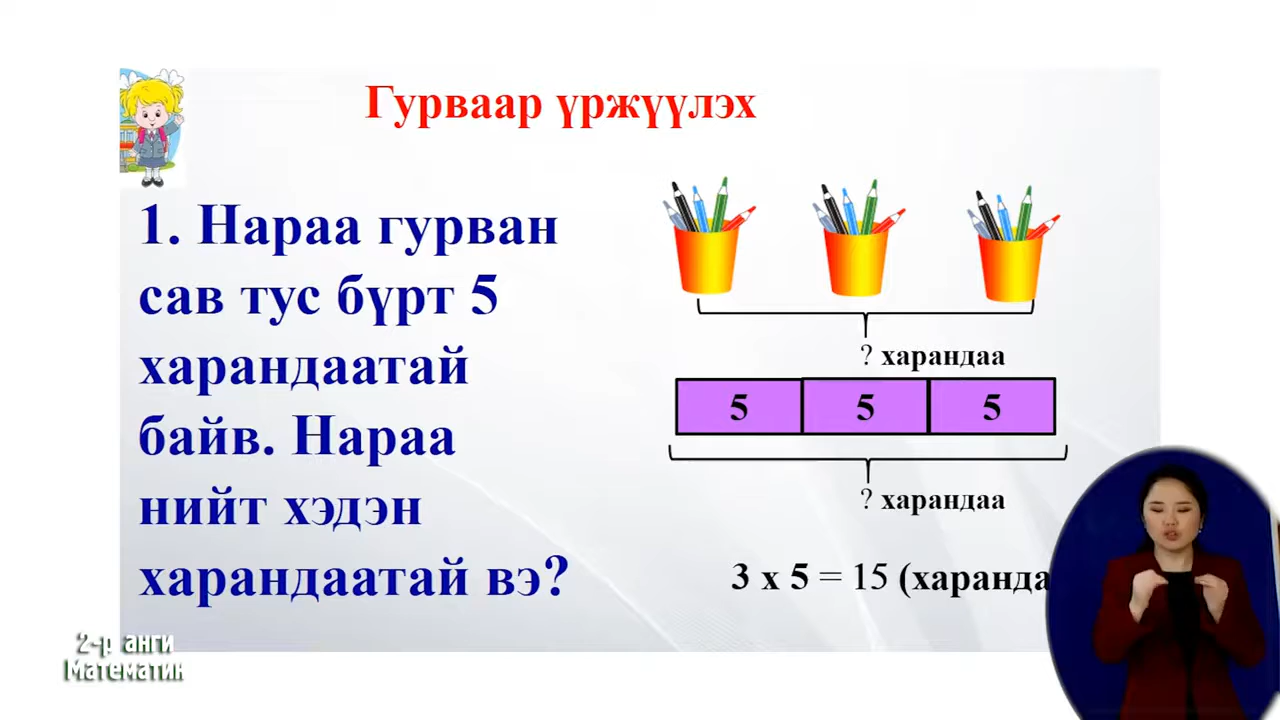 Гурваар үржүүлэх
1. Нараа гурван
сав тус бүрт 5
харандаатай
байв. Нараа
нийт хэдэн
харандаатай вэ?
? харандаа
5 5 5
? харандаа
3 х 5 = 15 (харанда
2-р анги
Математик